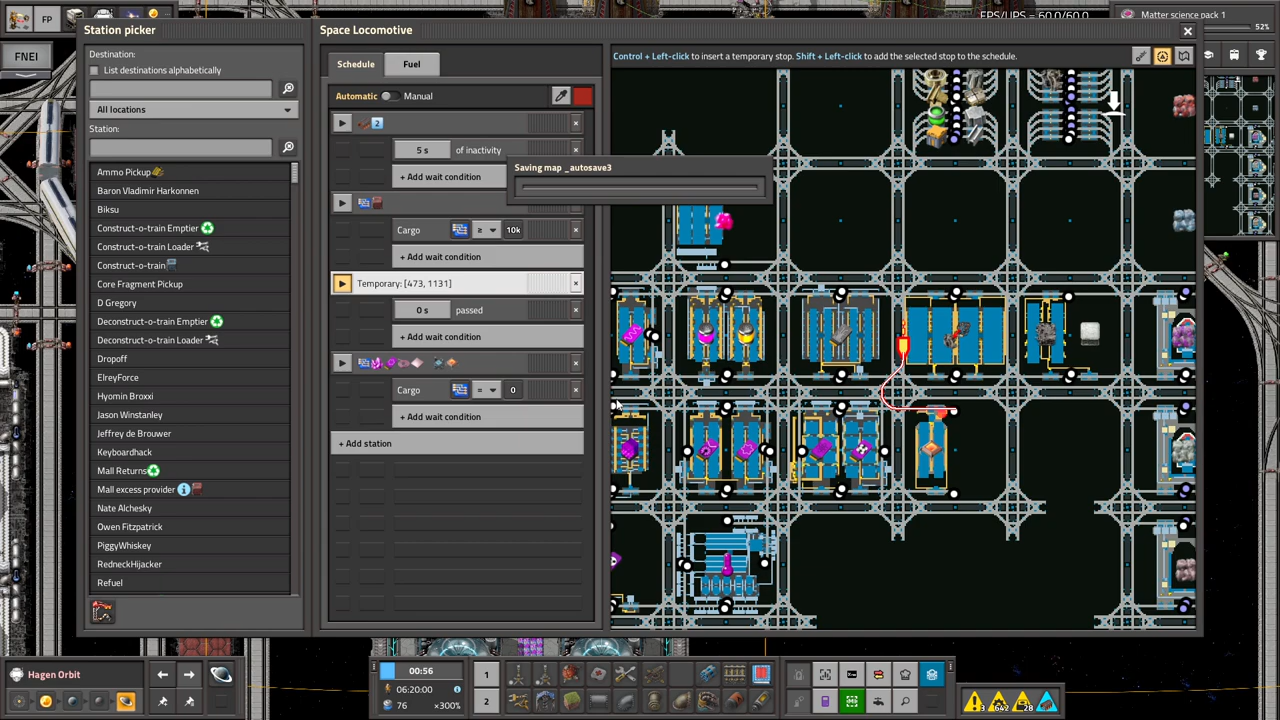 FP
FNEI
EPS/UPS = 60.0/60.0
Matter science pack 1
52%
Station picker
Destination:
List destinations alphabetically
All locations
Station:
Ammo Pickup
Baron Vladimir Harkonnen
Biksu
Construct-o-train Emptier
Construct-o-train Loader
Construct-o-train
Core Fragment Pickup
D Gregory
Deconstruct-o-train Emptier
Deconstruct-o-train Loader
Dropoff
ElreyForce
Hyomin Broxxi
Jason Winstanley
Jeffrey de Brouwer
Keyboardhack
Mall Returns
Mall excess provider
Nate Alchesky
Owen Fitzpatrick
PiggyWhiskey
RedneckHijacker
Refuel
Space Locomotive
Schedule
Fuel
Automatic
Manual
2
5 s
of inactivity
+ Add wait condition
Cargo
≥
10k
+ Add wait condition
Temporary: [473, 1131]
0 s
passed
+ Add wait condition
Cargo
=
0
+ Add wait condition
+ Add station
Control + Left-click to insert a temporary stop. Shift + Left-click to add the selected stop to the schedule.
Saving map _autosave3
Hagen Orbit
00:56
06:20:00
76
×300%
1
2
3
642
28